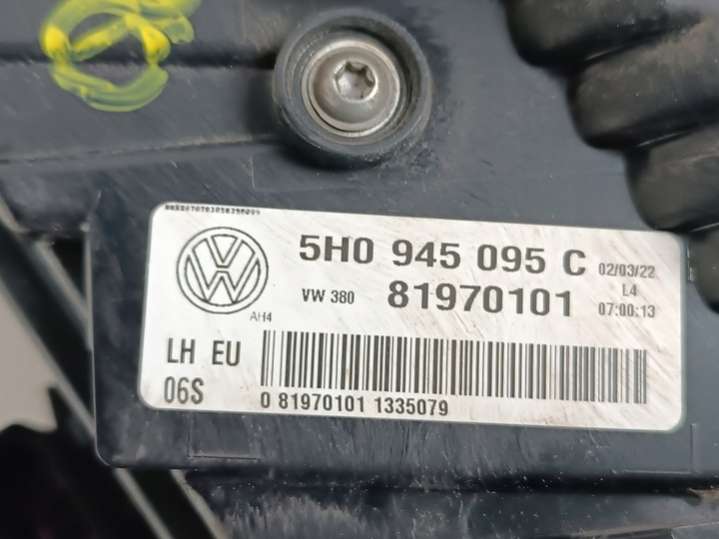 5H0 945 095 C 02/03/22
VW 380 81970101 L4
07:00:13
AH4
LH EU
06S
0 81970101 1335079